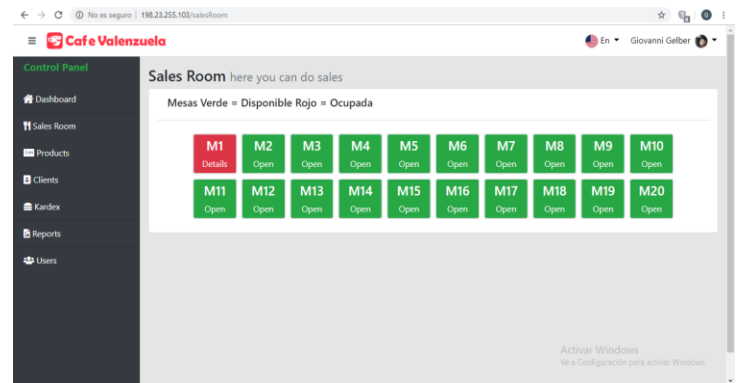 No es seguro | 198.23.255.103/salesRoom
G
Cafe Valenzuela
En
Giovanni Gelber
Control Panel
Dashboard
Sales Room
Products
Clients
Kardex
Reports
Users
Sales Room here you can do sales
Mesas Verde = Disponible Rojo = Ocupada
M1 M2 M3 M4 M5 M6 M7 M8 M9 M10
Details Open Open Open Open Open Open Open Open Open
M11 M12 M13 M14 M15 M16 M17 M18 M19 M20
Open Open Open Open Open Open Open Open Open Open
Activar Windows
Ve a Configuración para activar Windows.